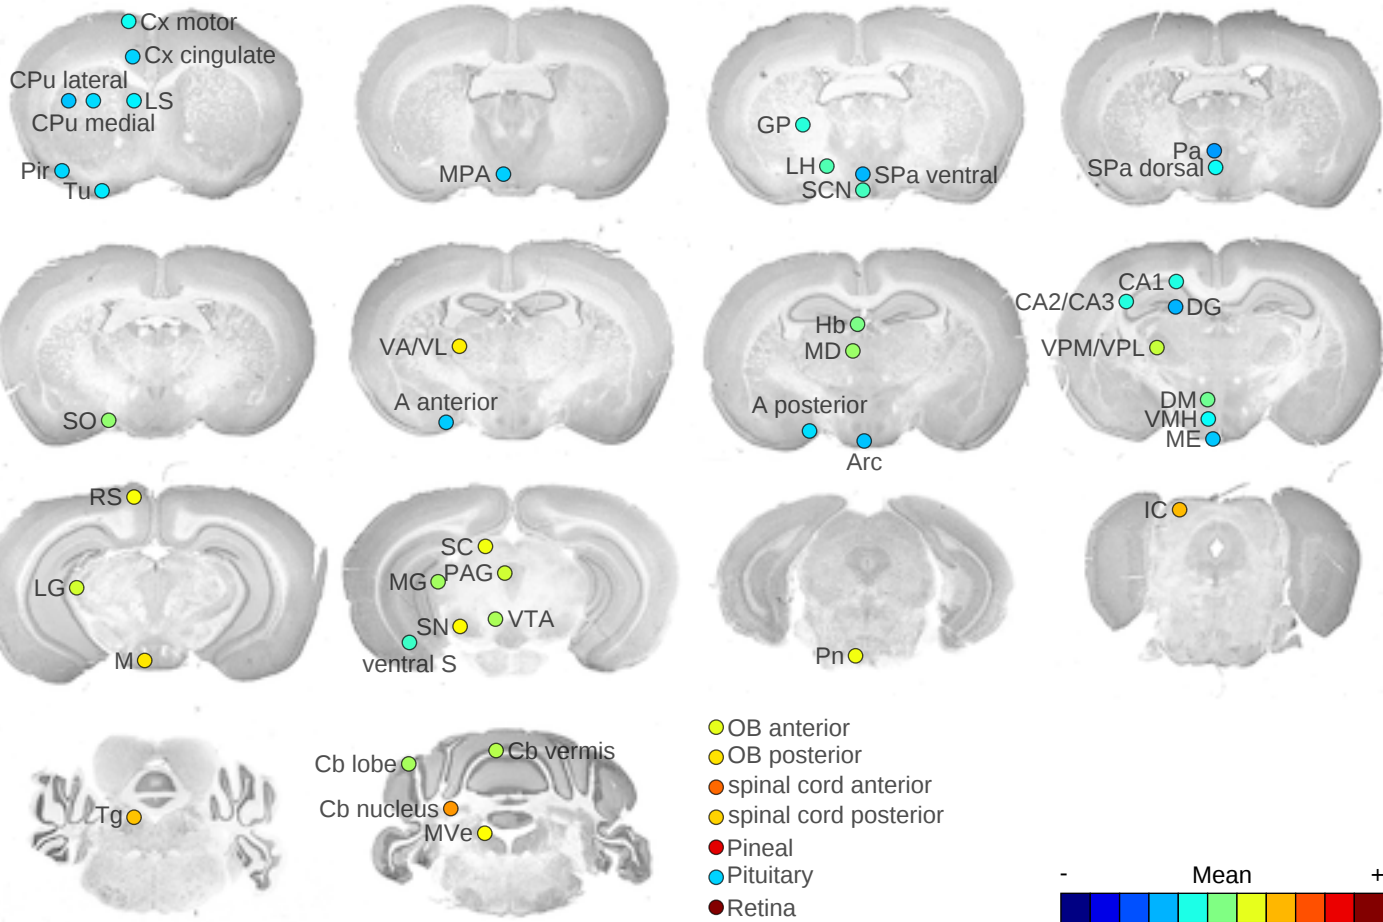 Cx motor
Cx cingulate
CPu lateral
LS
CPu medial
Pir
Tu
MPA
GP
LH
SPa ventral
SCN
Pa
SPa dorsal
SO
VA/VL
A anterior
Hb
MD
A posterior
Arc
CA1
CA2/CA3
DG
VPM/VPL
DM
VMH
ME
RS
LG
M
SC
PAG
MG
VTA
SN
ventral S
Pn
IC
Tg
Cb vermis
Cb lobe
Cb nucleus
MVe
OB anterior
OB posterior
spinal cord anterior
spinal cord posterior
Pineal
Pituitary
Retina
- Mean +